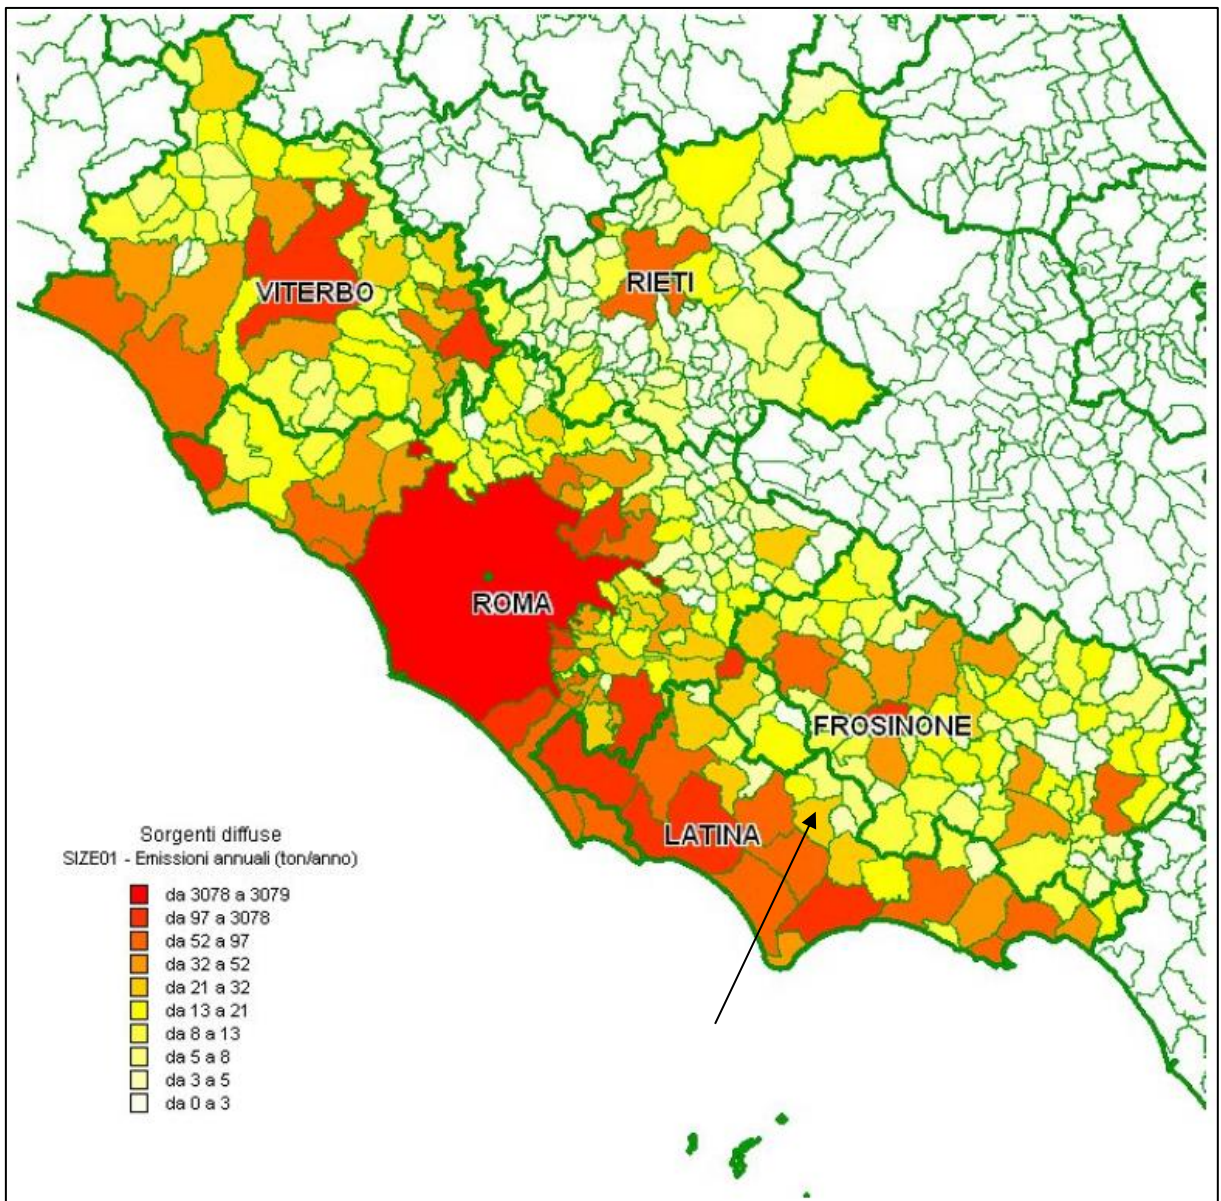 VITERBO
RIETI
ROMA
FROSINONE
LATINA
Sorgenti diffuse
SIZE01 - Emissioni annuali (ton/anno)
da 3078 a 3079
da 97 a 3078
da 52 a 97
da 32 a 52
da 21 a 32
da 13 a 21
da 8 a 13
da 5 a 8
da 3 a 5
da 0 a 3